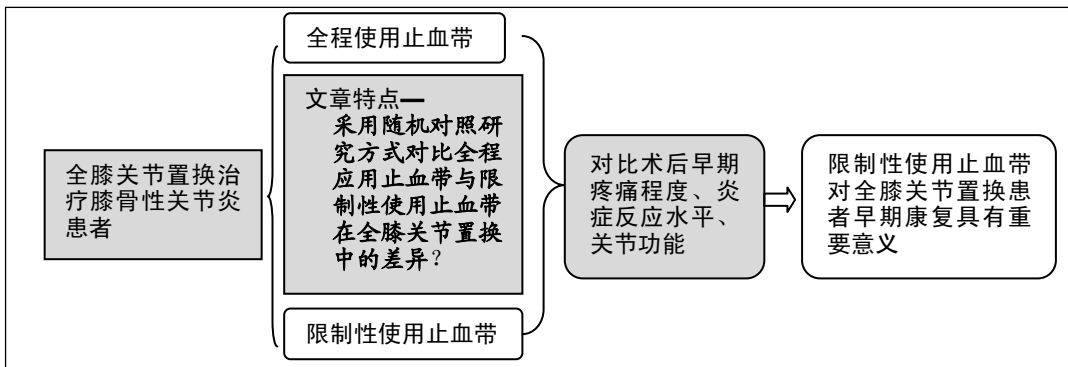 全膝关节置换治
疗膝骨性关节炎
患者
全程使用止血带
文章特点—
采用随机对照研
究方式对比全程
应用止血带与限
制性使用止血带
在全膝关节置换
中的差异？
限制性使用止血带
对比术后早期
疼痛程度、炎
症反应水平、
关节功能
限制性使用止血带
对全膝关节置换患
者早期康复具有重
要意义